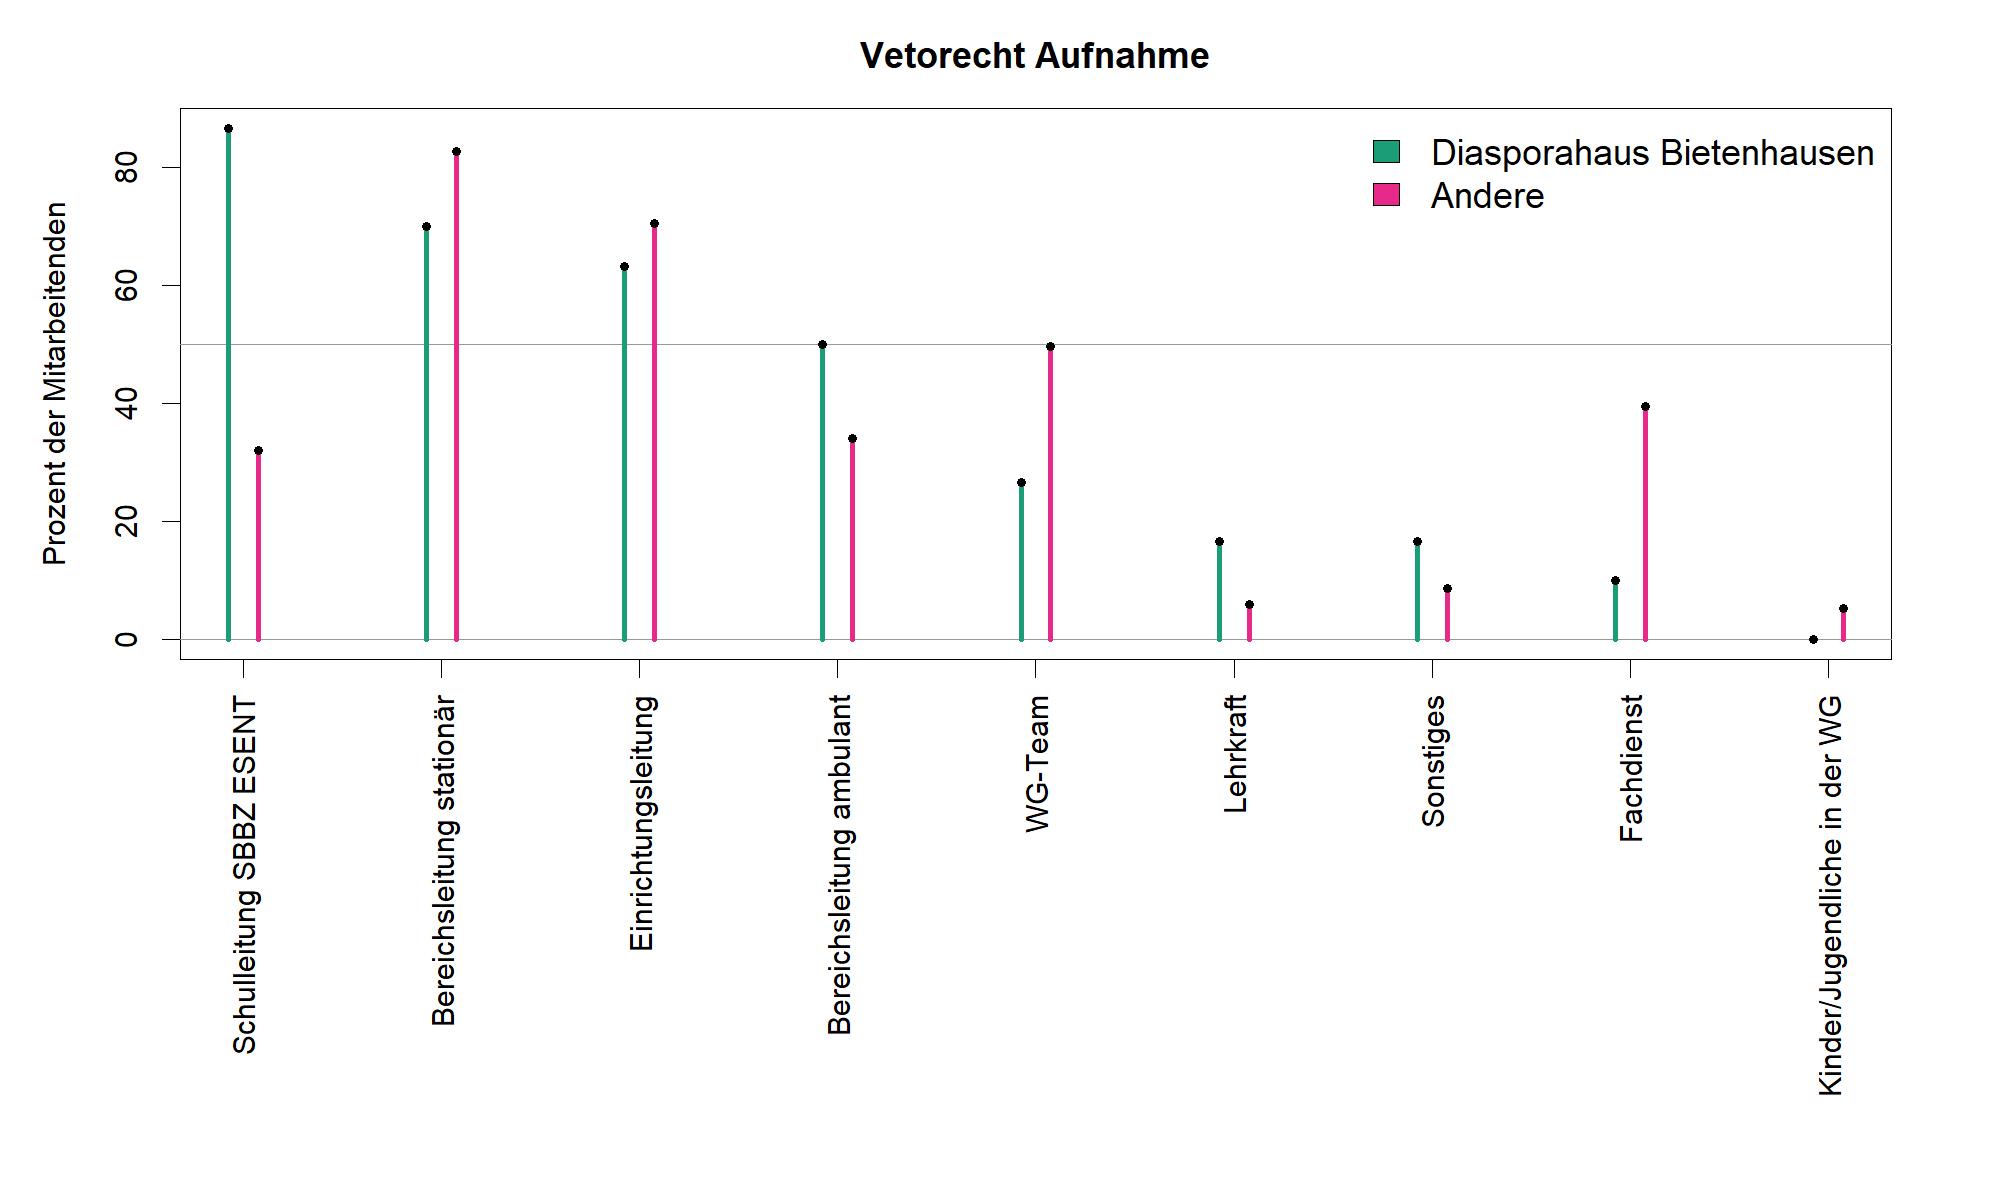 Vetorecht Aufnahme
Diasporahaus Bietenhausen
Andere
Prozent der Mitarbeitenden
80
60
40
20
0
Schulleitung SBBZ ESENT
Bereichsleitung stationär
Einrichtungsleitung
Bereichsleitung ambulant
WG-Team
Lehrkraft
Sonstiges
Fachdienst
Kinder/Jugendliche in der WG